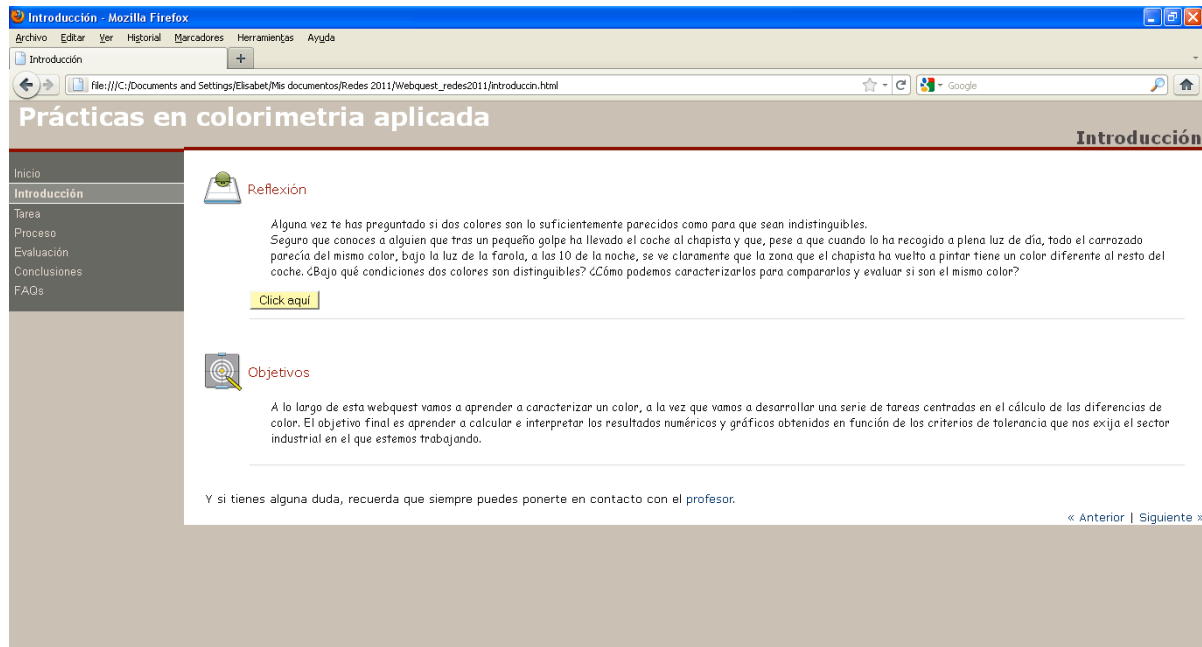 Introducción - Mozilla Firefox
Archivo Editar Ver Historial Marcadores Herramientas Ayuda
Introducción +
file:///C:/Documents and Settings/Elisabet/Mis documentos/Redes 2011/Webquest_redes2011/introduccin.html
Google
Prácticas en colorimetria aplicada
Introducción
Inicio
Introducción
Tarea
Proceso
Evaluación
Conclusiones
FAQs
Reflexión
Alguna vez te has preguntado si dos colores son lo suficientemente parecidos como para que sean indistinguibles.
Seguro que conoces a alguien que tras un pequeño golpe ha llevado el coche al chapista y que, pese a que cuando lo ha recogido a plena luz de día, todo el carrozado
parecía del mismo color, bajo la luz de la farola, a las 10 de la noche, se ve claramente que la zona que el chapista ha vuelto a pintar tiene un color diferente al resto del
coche. ¿Bajo qué condiciones dos colores son distinguibles? ¿Cómo podemos caracterizarlos para compararlos y evaluar si son el mismo color?
Click aquí
Objetivos
A lo largo de esta webquest vamos a aprender a caracterizar un color, a la vez que vamos a desarrollar una serie de tareas centradas en el cálculo de las diferencias de
color. El objetivo final es aprender a calcular e interpretar los resultados numéricos y gráficos obtenidos en función de los criterios de tolerancia que nos exija el sector
industrial en el que estemos trabajando.
Y si tienes alguna duda, recuerda que siempre puedes ponerte en contacto con el profesor.
« Anterior | Siguiente »